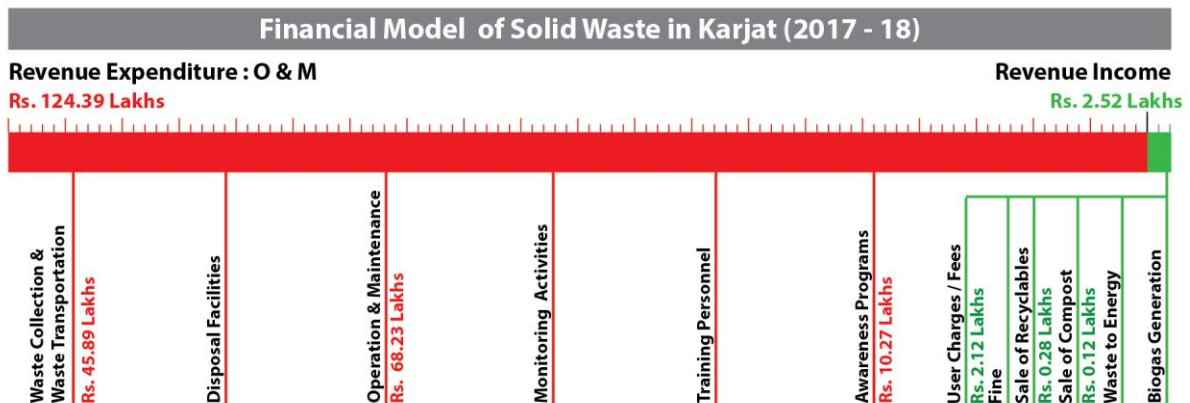 Financial Model of Solid Waste in Karjat (2017 - 18)
Revenue Expenditure : O & M
Rs. 124.39 Lakhs
Revenue Income
Rs. 2.52 Lakhs
Waste Collection &
Waste Transportation
Rs. 45.89 Lakhs
Disposal Facilities
Operation & Maintenance
Rs. 68.23 Lakhs
Monitoring Activities
Training Personnel
Awareness Programs
Rs. 10.27 Lakhs
User Charges / Fees
Rs. 2.12 Lakhs
Fine
Sale of Recyclables
Rs. 0.28 Lakhs
Sale of Compost
Rs. 0.12 Lakhs
Waste to Energy
Biogas Generation